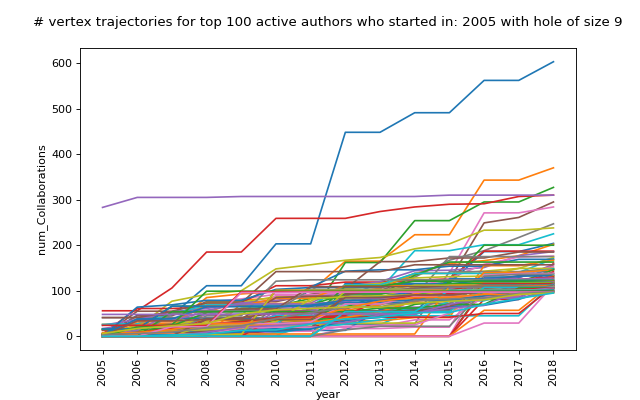 # vertex trajectories for top 100 active authors who started in: 2005 with hole of size 9
600
500
400
300
200
100
0
num_Collaborations
2005 2006 2007 2008 2009 2010 2011 2012 2013 2014 2015 2016 2017 2018
year